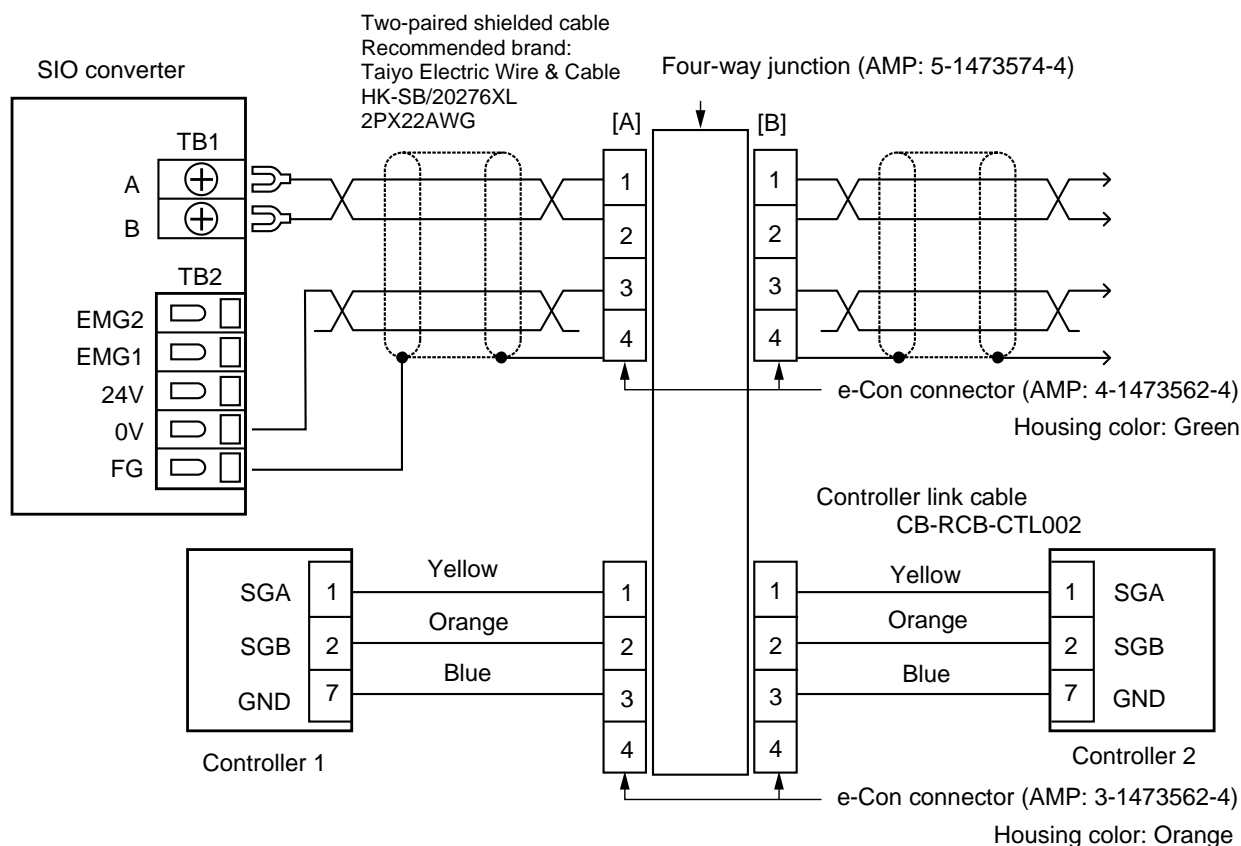 Two-paired shielded cable
Recommended brand:
Taiyo Electric Wire & Cable
HK-SB/20276XL
2PX22AWG
SIO converter
Four-way junction (AMP: 5-1473574-4)
[A]
[B]
TB1
A
B
TB2
EMG2
EMG1
24V
0V
FG
1
2
3
4
1
2
3
4
e-Con connector (AMP: 4-1473562-4)
Housing color: Green
Controller link cable
CB-RCB-CTL002
SGA 1 Yellow 1
SGB 2 Orange 2
GND 7 Blue 3
4
Controller 1
1 Yellow 1 SGA
2 Orange 2 SGB
3 Blue 7 GND
4
Controller 2
e-Con connector (AMP: 3-1473562-4)
Housing color: Orange